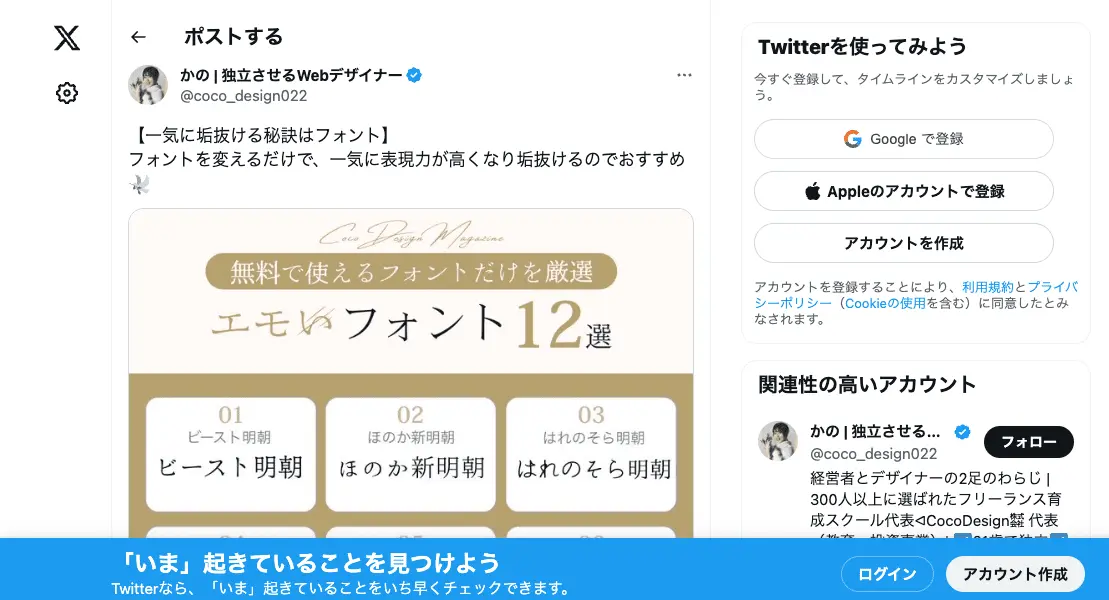 ポストする
かの | 独立させるWebデザイナー
@coco_design022
【一気に垢抜ける秘訣はフォント】
フォントを変えるだけで、一気に表現力が高くなり垢抜けるのでおすすめ
Coco Design Magazine
無料で使えるフォントだけを厳選
エモいフォント12選
01
ビースト明朝
ビースト明朝
02
ほのか新明朝
ほのか新明朝
03
はれのそら明朝
はれのそら明朝
Twitterを使ってみよう
今すぐ登録して、タイムラインをカスタマイズしましょ
う。
Google で登録
Appleのアカウントで登録
アカウントを作成
アカウントを登録することにより、利用規約とプライバ
シーポリシー（Cookieの使用を含む）に同意したとみ
なされます。
関連性の高いアカウント
かの | 独立させる...
@coco_design022
フォロー
経営者とデザイナーの2足のわらじ |
300人以上に選ばれたフリーランス育
成スクール代表◁CocoDesign㍿ 代表
「いま」起きていることを見つけよう
Twitterなら、「いま」起きていることをいち早くチェックできます。
ログイン
アカウント作成